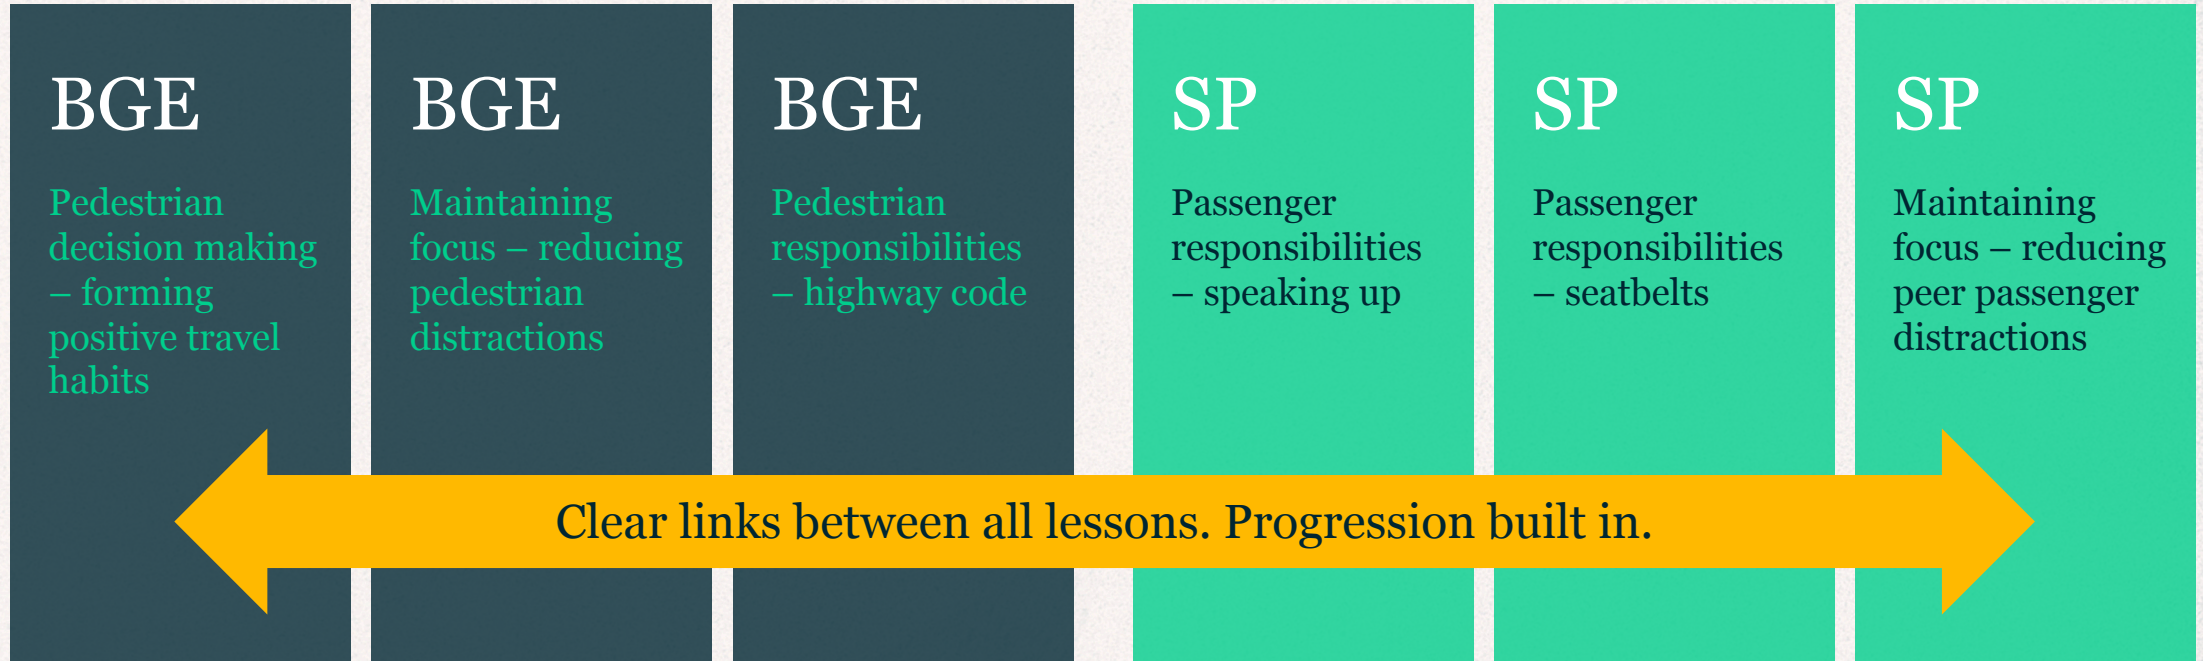 BGE
Pedestrian
decision making
– forming
positive travel
habits
BGE
Maintaining
focus – reducing
pedestrian
distractions
BGE
Pedestrian
responsibilities
– highway code
SP
Passenger
responsibilities
– speaking up
SP
Passenger
responsibilities
– seatbelts
SP
Maintaining
focus – reducing
peer passenger
distractions
Clear links between all lessons. Progression built in.